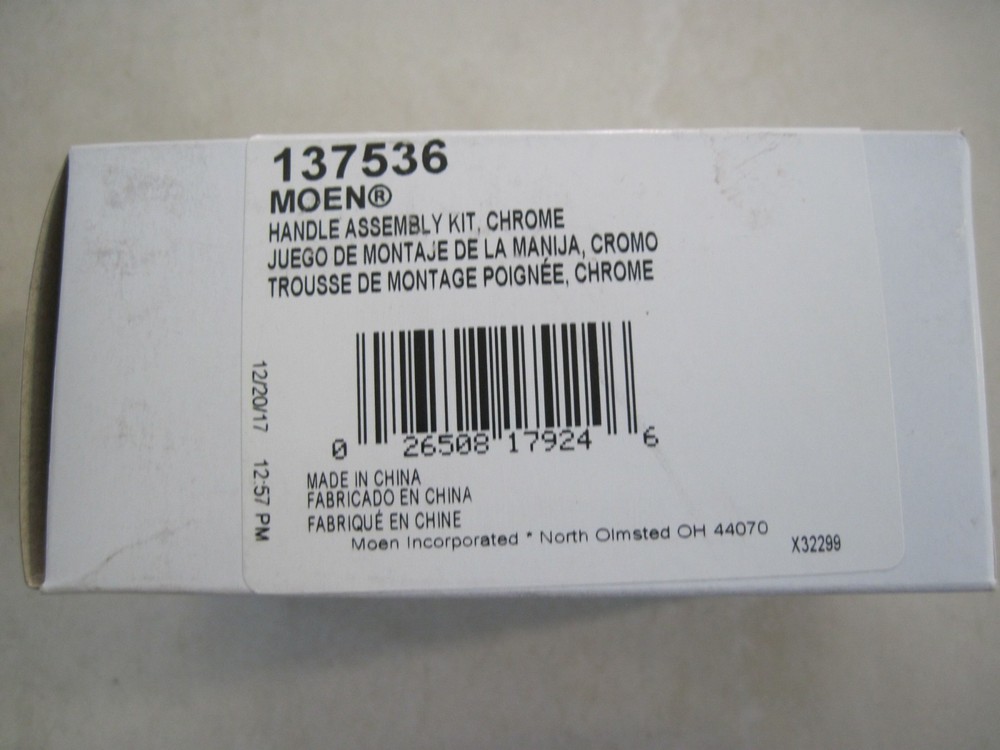 137536
MOEN®
HANDLE ASSEMBLY KIT, CHROME
JUEGO DE MONTAJE DE LA MANIJA, CROMO
TROUSSE DE MONTAGE POIGNÉE, CHROME
12/20/17 12:57 PM
0 26508 17924 6
MADE IN CHINA
FABRICADO EN CHINA
FABRIQUÉ EN CHINE
Moen Incorporated * North Olmsted OH 44070
X32299